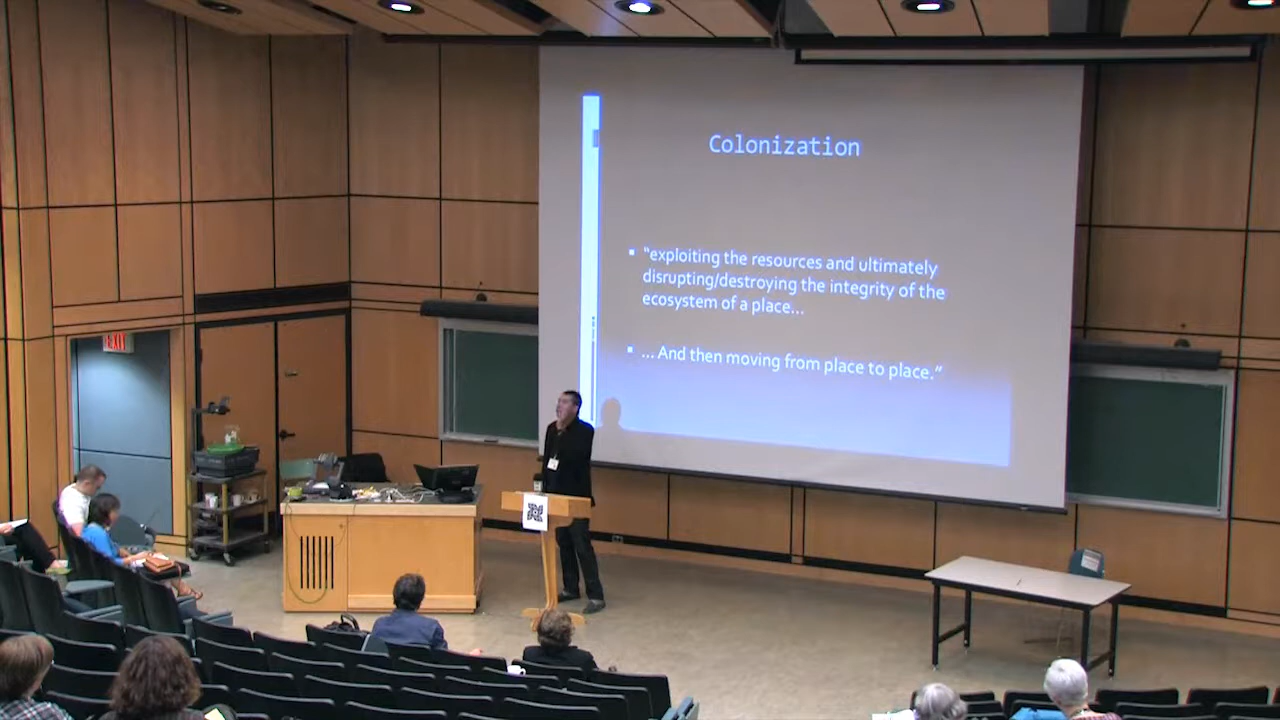 Colonization
▪ "exploiting the resources and ultimately
disrupting/destroying the integrity of the
ecosystem of a place...
▪ ... And then moving from place to place."
EXIT